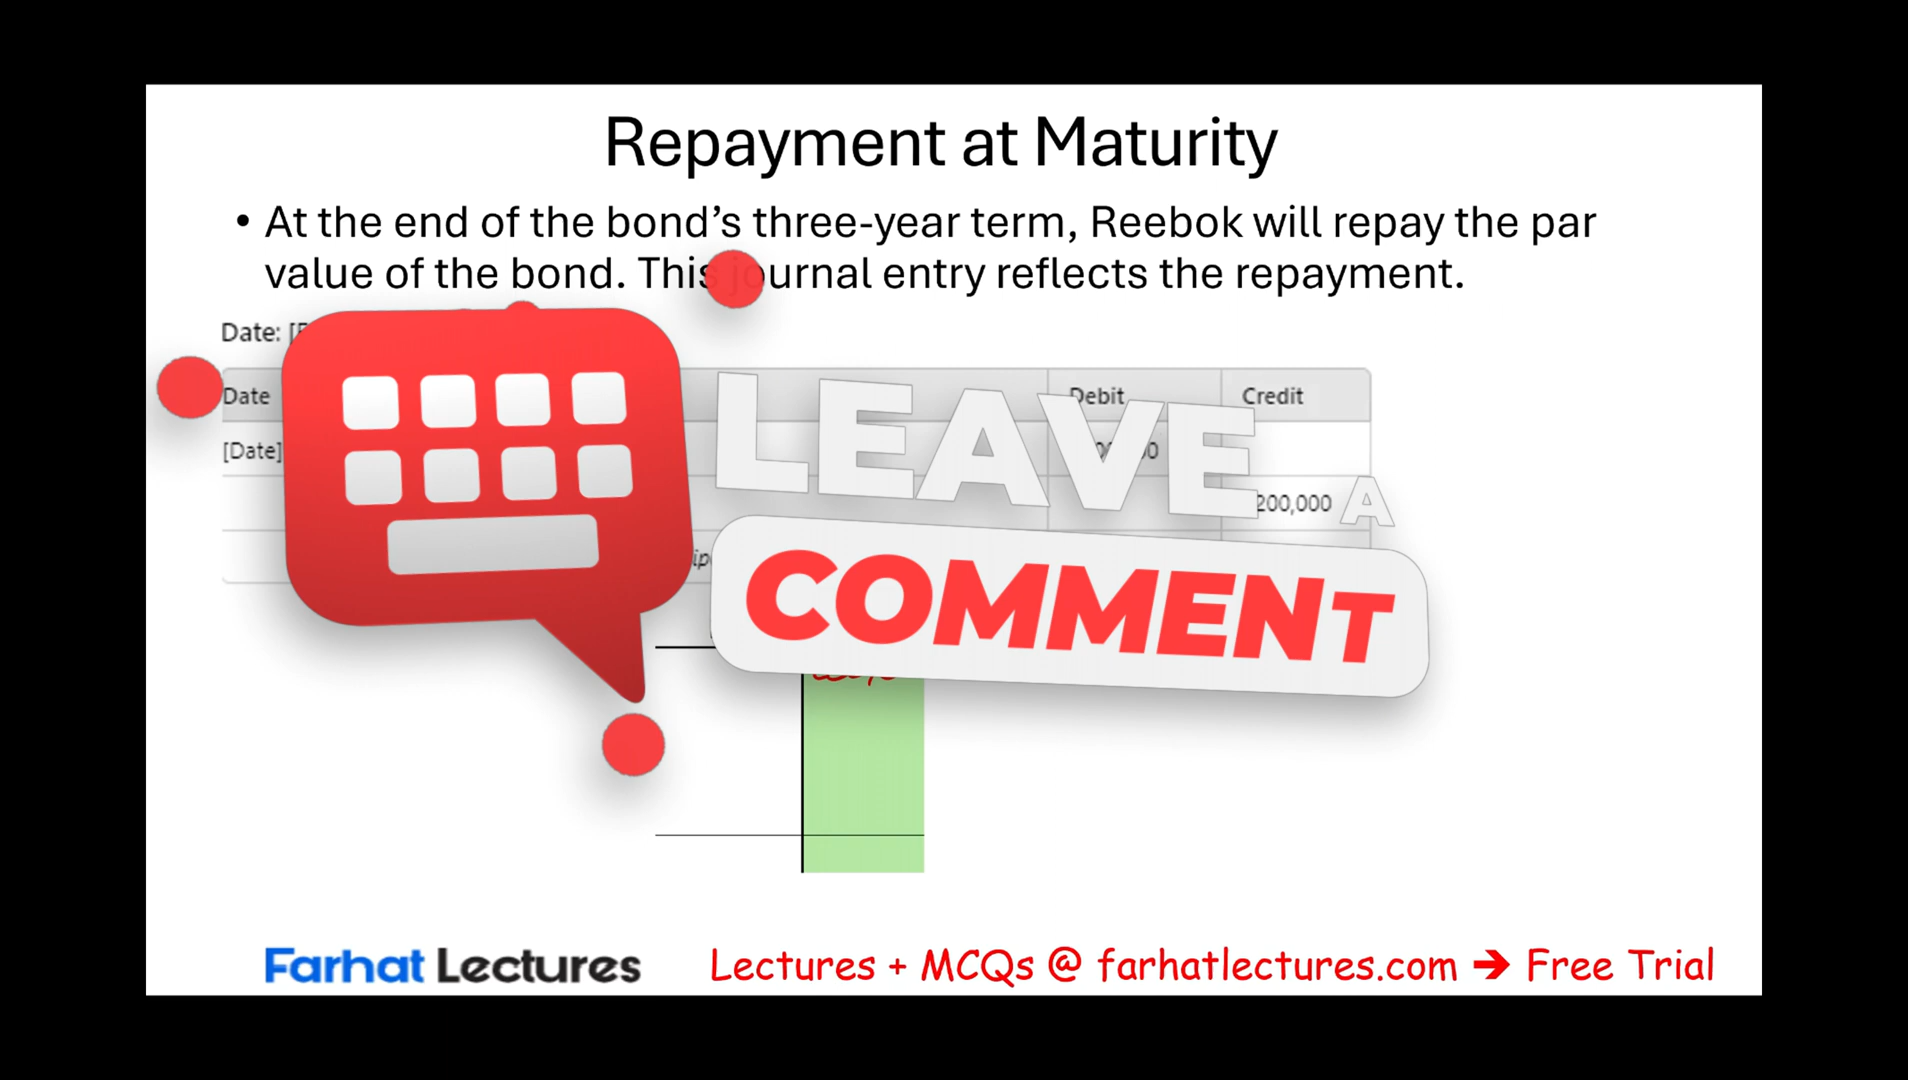 Repayment at Maturity
• At the end of the bond’s three-year term, Reebok will repay the par
value of the bond. This journal entry reflects the repayment.
Date:
Date Debit Credit
[Date]
200,000
LEAVE A
COMMENT
Farhat Lectures Lectures + MCQs @ farhatlectures.com ➔ Free Trial